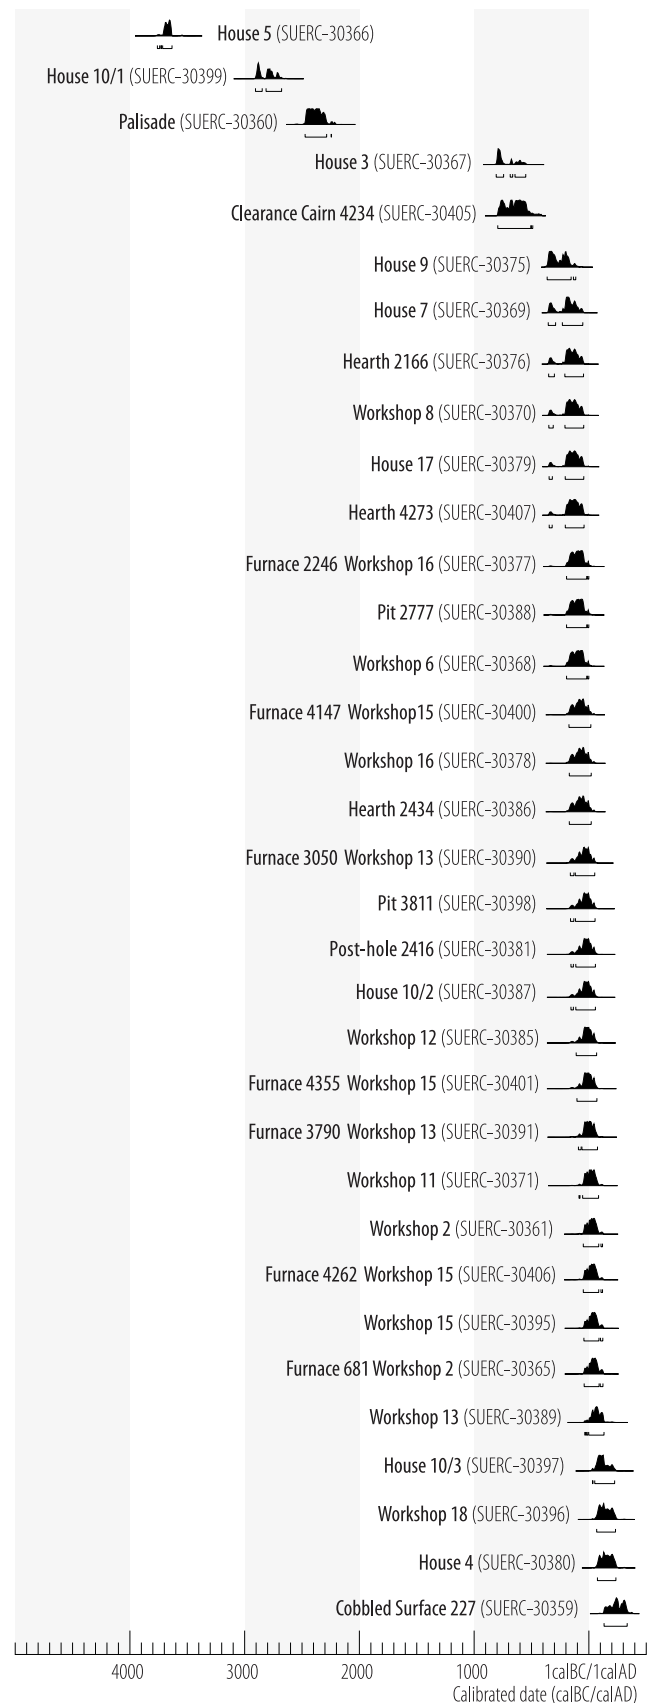 House 5 (SUERC-30366)
House 10/1 (SUERC-30399)
Palisade (SUERC-30360)
House 3 (SUERC-30367)
Clearance Cairn 4234 (SUERC-30405)
House 9 (SUERC-30375)
House 7 (SUERC-30369)
Hearth 2166 (SUERC-30376)
Workshop 8 (SUERC-30370)
House 17 (SUERC-30379)
Hearth 4273 (SUERC-30407)
Furnace 2246 Workshop 16 (SUERC-30377)
Pit 2777 (SUERC-30388)
Workshop 6 (SUERC-30368)
Furnace 4147 Workshop15 (SUERC-30400)
Workshop 16 (SUERC-30378)
Hearth 2434 (SUERC-30386)
Furnace 3050 Workshop 13 (SUERC-30390)
Pit 3811 (SUERC-30398)
Post-hole 2416 (SUERC-30381)
House 10/2 (SUERC-30387)
Workshop 12 (SUERC-30385)
Furnace 4355 Workshop 15 (SUERC-30401)
Furnace 3790 Workshop 13 (SUERC-30391)
Workshop 11 (SUERC-30371)
Workshop 2 (SUERC-30361)
Furnace 4262 Workshop 15 (SUERC-30406)
Workshop 15 (SUERC-30395)
Furnace 681 Workshop 2 (SUERC-30365)
Workshop 13 (SUERC-30389)
House 10/3 (SUERC-30397)
Workshop 18 (SUERC-30396)
House 4 (SUERC-30380)
Cobbled Surface 227 (SUERC-30359)
4000 3000 2000 1000 1calBC/1calAD
Calibrated date (calBC/calAD)